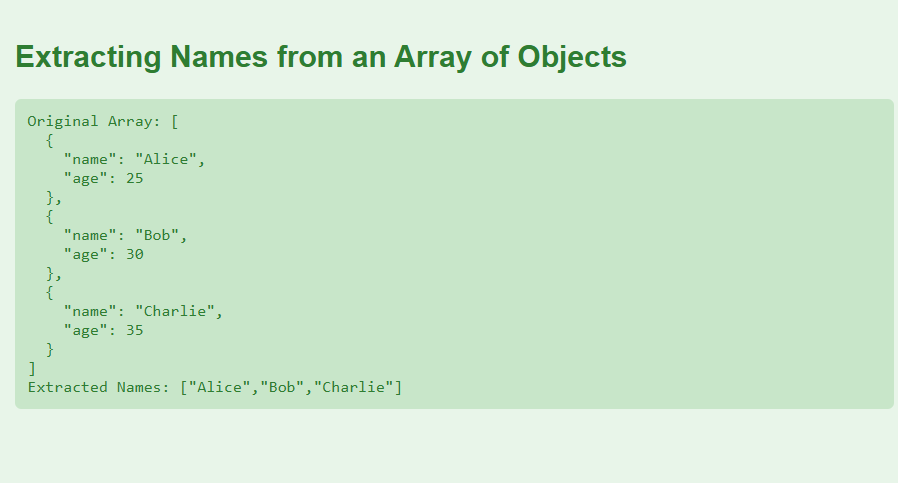 Extracting Names from an Array of Objects
Original Array: [
  {
    "name": "Alice",
    "age": 25
  },
  {
    "name": "Bob",
    "age": 30
  },
  {
    "name": "Charlie",
    "age": 35
  }
]
Extracted Names: ["Alice","Bob","Charlie"]